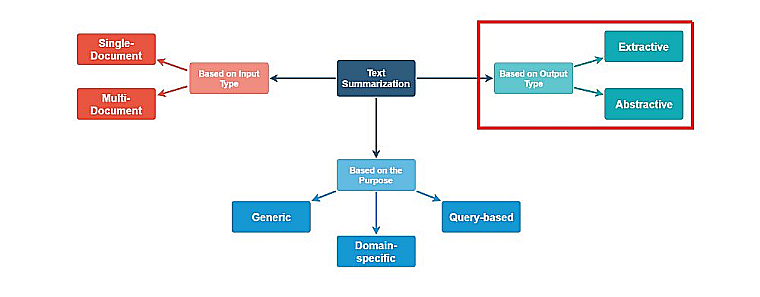 Single-
Document
Multi-
Document
Based on Input
Type
Text
Summarization
Based on Output
Type
Extractive
Abstractive
Based on the
Purpose
Generic
Domain-
specific
Query-based